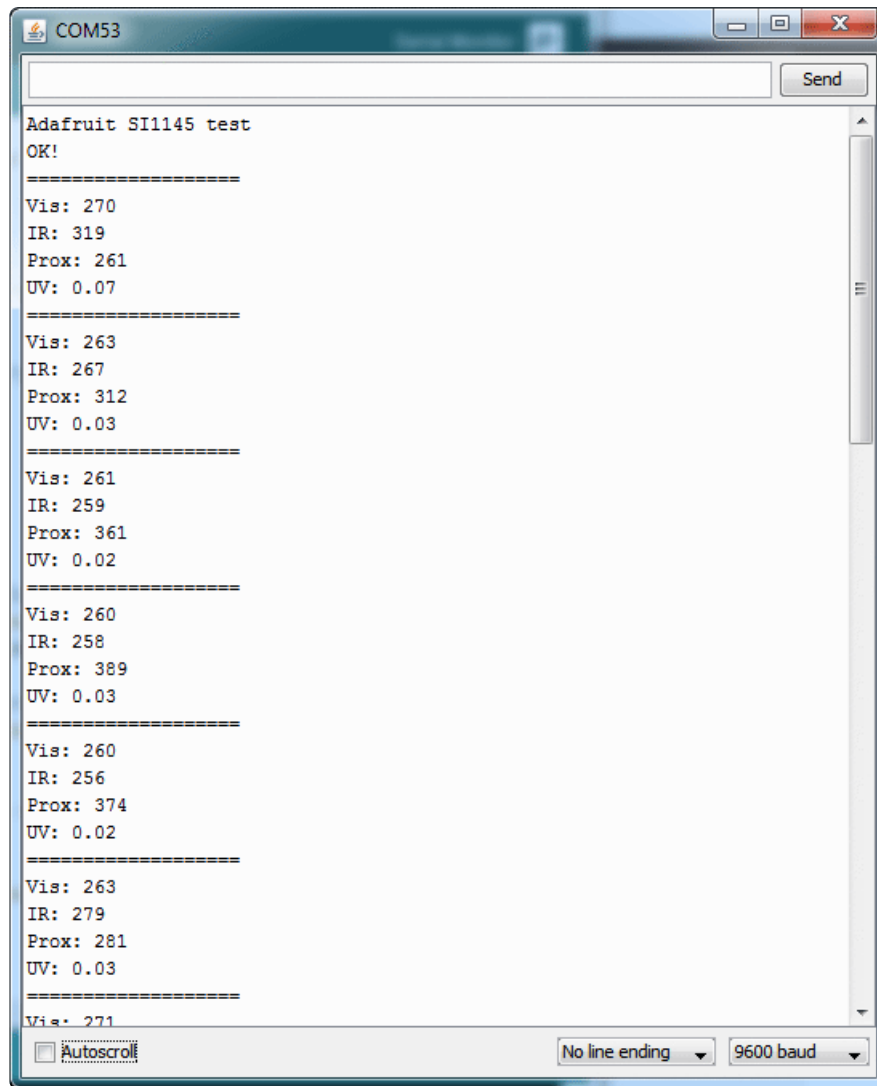 COM53
Send
Adafruit SI1145 test
OK!
===================
Vis: 270
IR: 319
Prox: 261
UV: 0.07
===================
Vis: 263
IR: 267
Prox: 312
UV: 0.03
===================
Vis: 261
IR: 259
Prox: 361
UV: 0.02
===================
Vis: 260
IR: 258
Prox: 389
UV: 0.03
===================
Vis: 260
IR: 256
Prox: 374
UV: 0.02
===================
Vis: 263
IR: 279
Prox: 281
UV: 0.03
===================
Vis: 271
Autoscroll No line ending 9600 baud